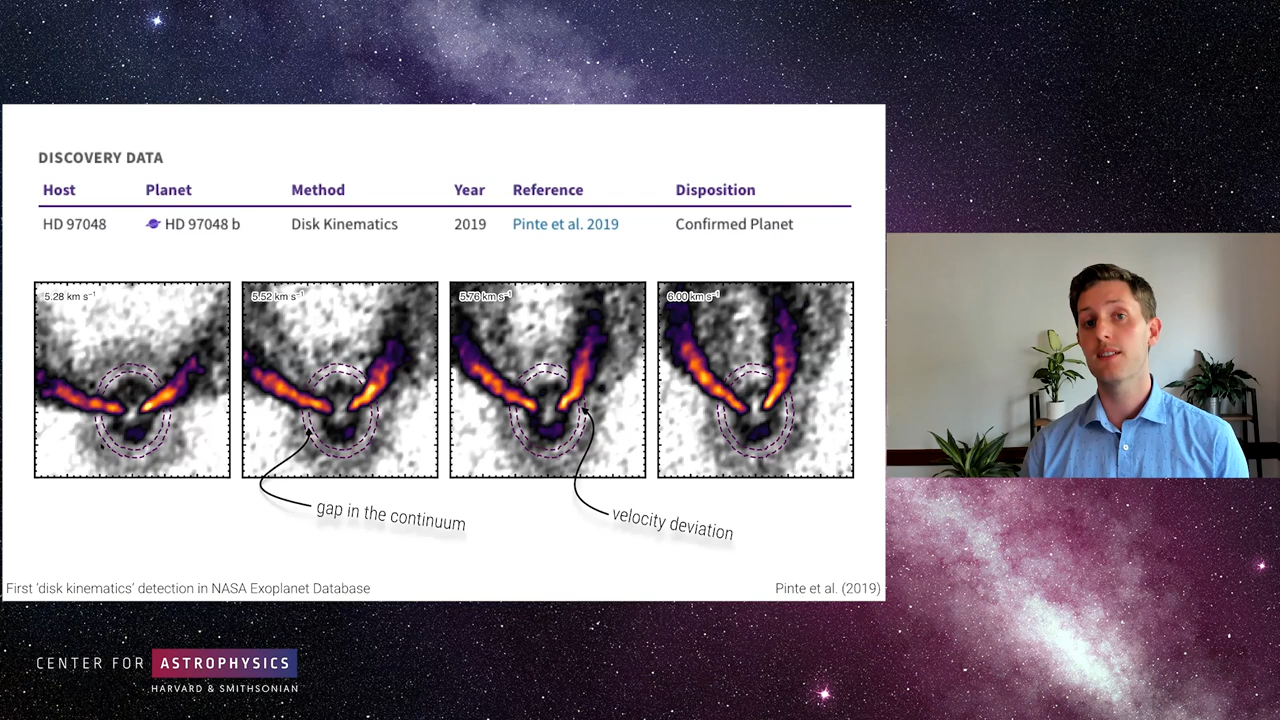 DISCOVERY DATA
Host Planet Method Year Reference Disposition
HD 97048 HD 97048 b Disk Kinematics 2019 Pinte et al. 2019 Confirmed Planet
5.28 km s⁻¹ 5.52 km s⁻¹ 5.76 km s⁻¹ 6.00 km s⁻¹
gap in the continuum
velocity deviation
First ‘disk kinematics’ detection in NASA Exoplanet Database Pinte et al. (2019)
CENTER FOR ASTROPHYSICS
HARVARD & SMITHSONIAN